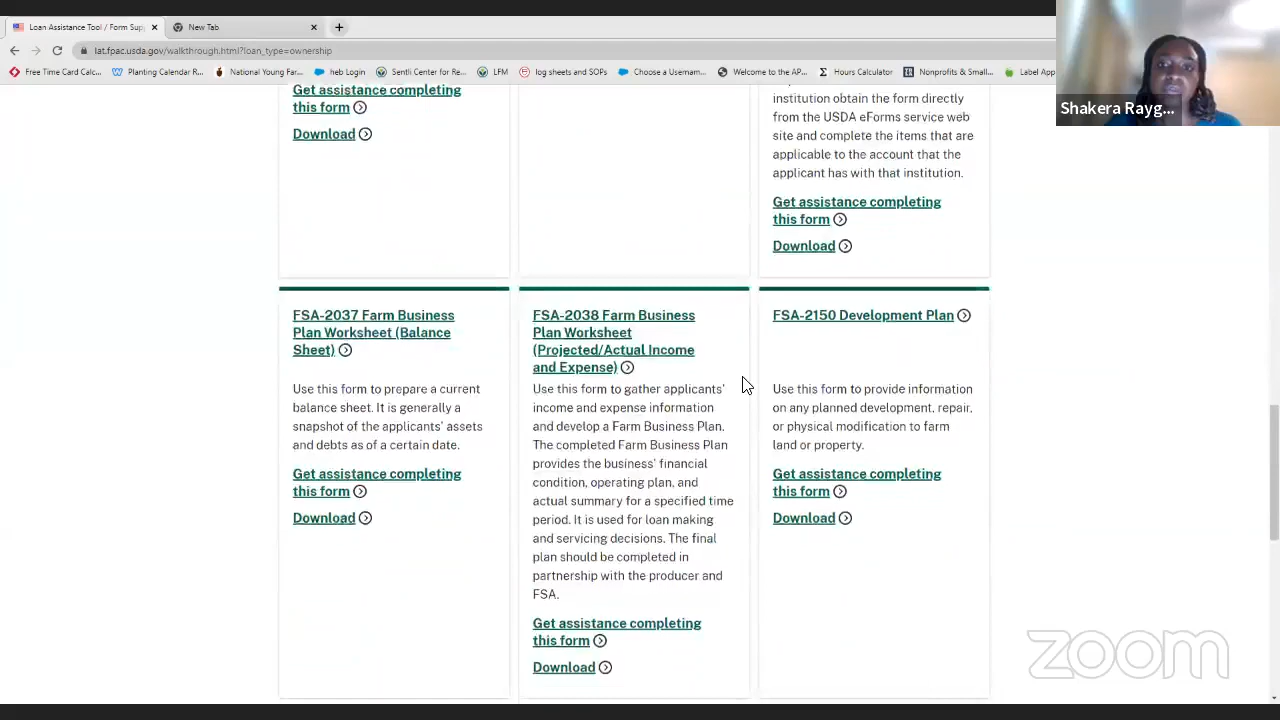 Loan Assistance Tool / Form Sup
New Tab
lat.fpac.usda.gov/walkthrough.html?loan_type=ownership
Free Time Card Calc...
Planting Calendar R...
National Young Far...
heb Login
Sentli Center for Re...
LFM
log sheets and SOPs
Choose a Usernam...
Welcome to the AP...
Hours Calculator
Nonprofits & Small...
Label App
Shakera Rayg...
Get assistance completing
this form
Download
institution obtain the form directly
from the USDA eForms service web
site and complete the items that are
applicable to the account that the
applicant has with that institution.
Get assistance completing
this form
Download
FSA-2037 Farm Business
Plan Worksheet (Balance
Sheet)
Use this form to prepare a current
balance sheet. It is generally a
snapshot of the applicants' assets
and debts as of a certain date.
Get assistance completing
this form
Download
FSA-2038 Farm Business
Plan Worksheet
(Projected/Actual Income
and Expense)
Use this form to gather applicants'
income and expense information
and develop a Farm Business Plan.
The completed Farm Business Plan
provides the business' financial
condition, operating plan, and
actual summary for a specified time
period. It is used for loan making
and servicing decisions. The final
plan should be completed in
partnership with the producer and
FSA.
Get assistance completing
this form
Download
FSA-2150 Development Plan
Use this form to provide information
on any planned development, repair,
or physical modification to farm
land or property.
Get assistance completing
this form
Download
zoom